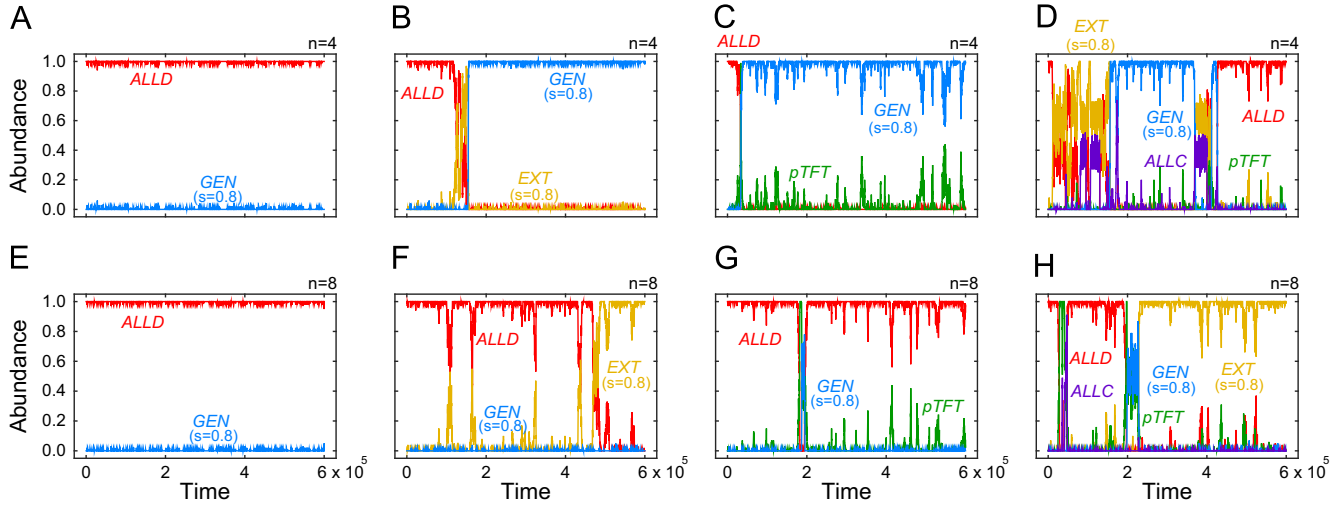 A
B
C
D
n=4
n=4
n=4
n=4
Abundance
1.0
0.8
0.6
0.4
0.2
0.0
ALLD
GEN
(s=0.8)
ALLD
GEN
(s=0.8)
EXT
(s=0.8)
ALLD
GEN
(s=0.8)
pTFT
EXT
(s=0.8)
GEN
(s=0.8)
ALLC
ALLD
pTFT
E
F
G
H
n=8
n=8
n=8
n=8
Abundance
1.0
0.8
0.6
0.4
0.2
0.0
ALLD
GEN
(s=0.8)
ALLD
GEN
(s=0.8)
EXT
(s=0.8)
ALLD
GEN
(s=0.8)
pTFT
ALLD
ALLC
GEN
(s=0.8)
pTFT
EXT
(s=0.8)
0 2 4 6 x 10^5
0 2 4 6 x 10^5
0 2 4 6 x 10^5
0 2 4 6 x 10^5
Time
Time
Time
Time